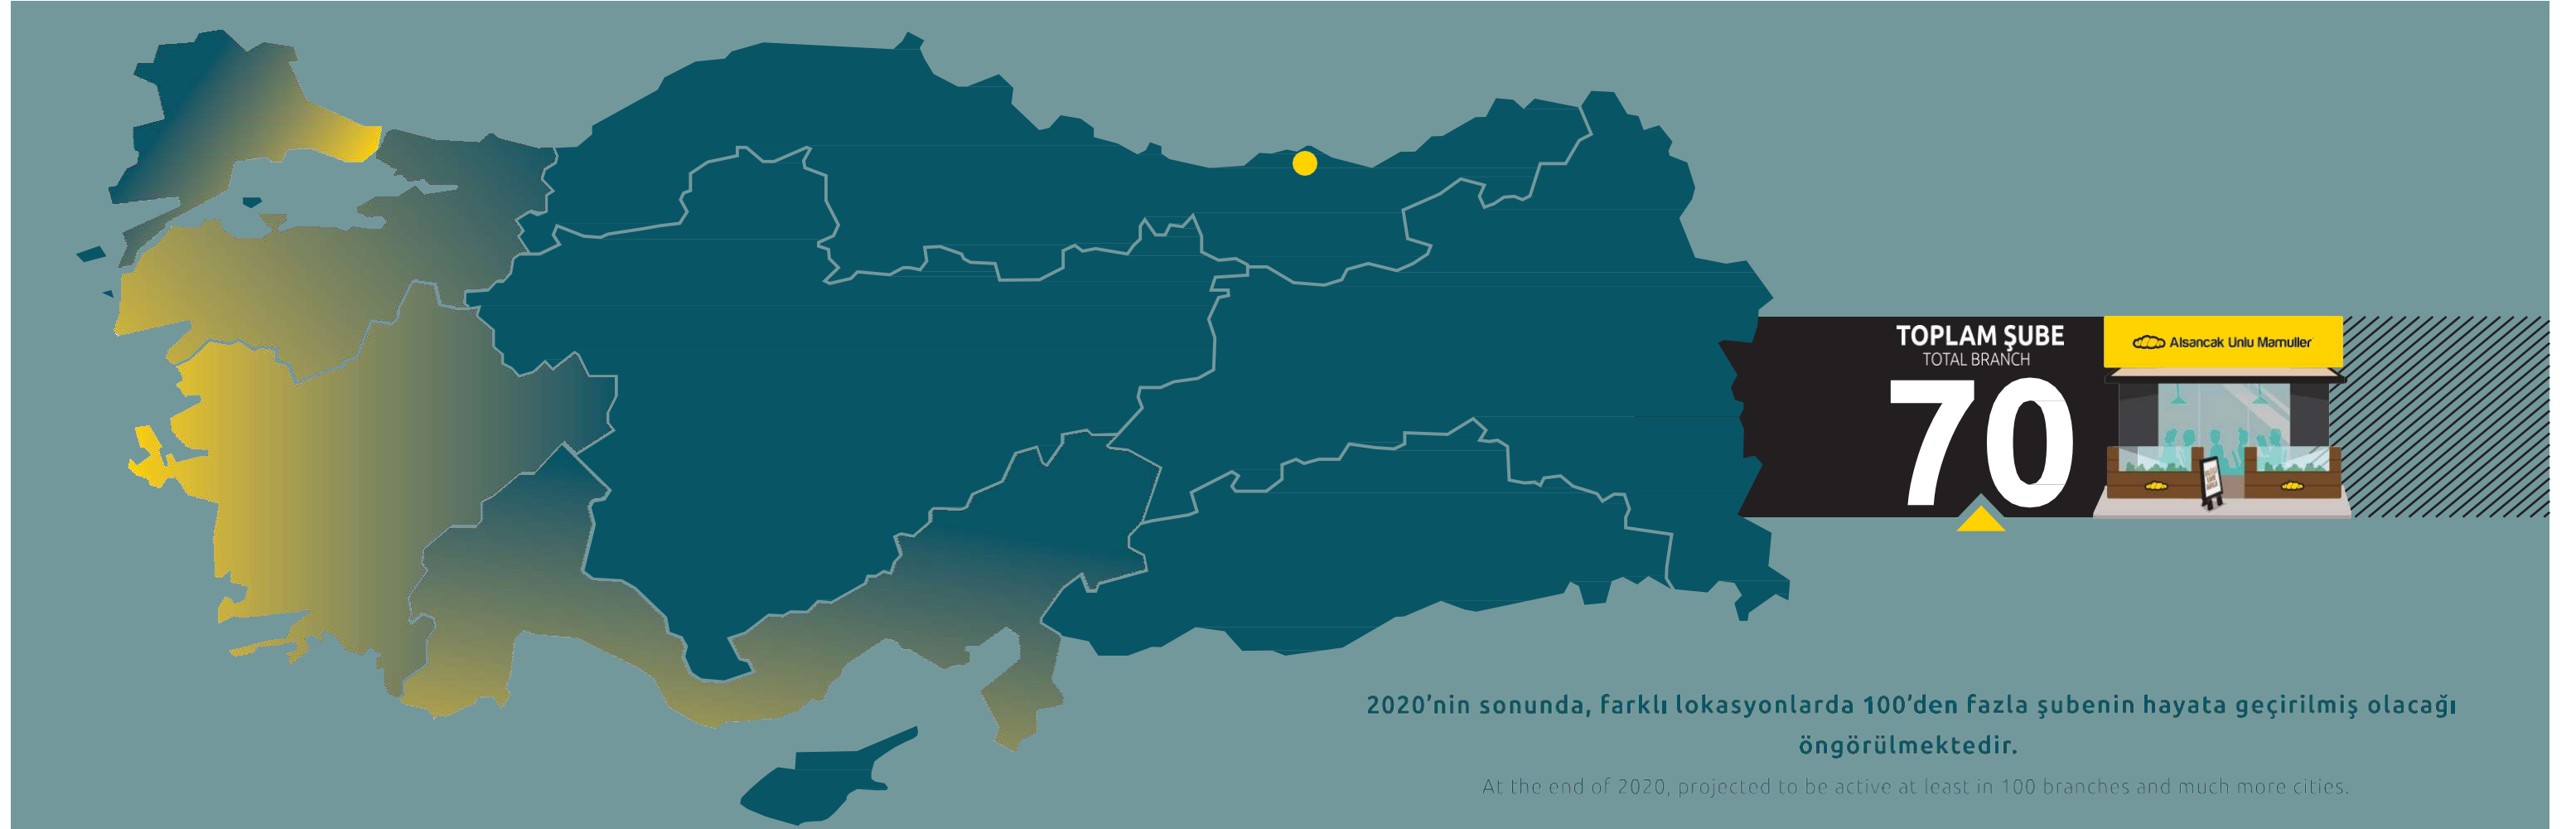 TOPLAM ŞUBE
TOTAL BRANCH
70
Alsancak Unlu Mamuller
2020’nin sonunda, farklı lokasyonlarda 100’den fazla şubenin hayata geçirilmiş olacağı
öngörülmektedir.
At the end of 2020, projected to be active at least in 100 branches and much more cities.